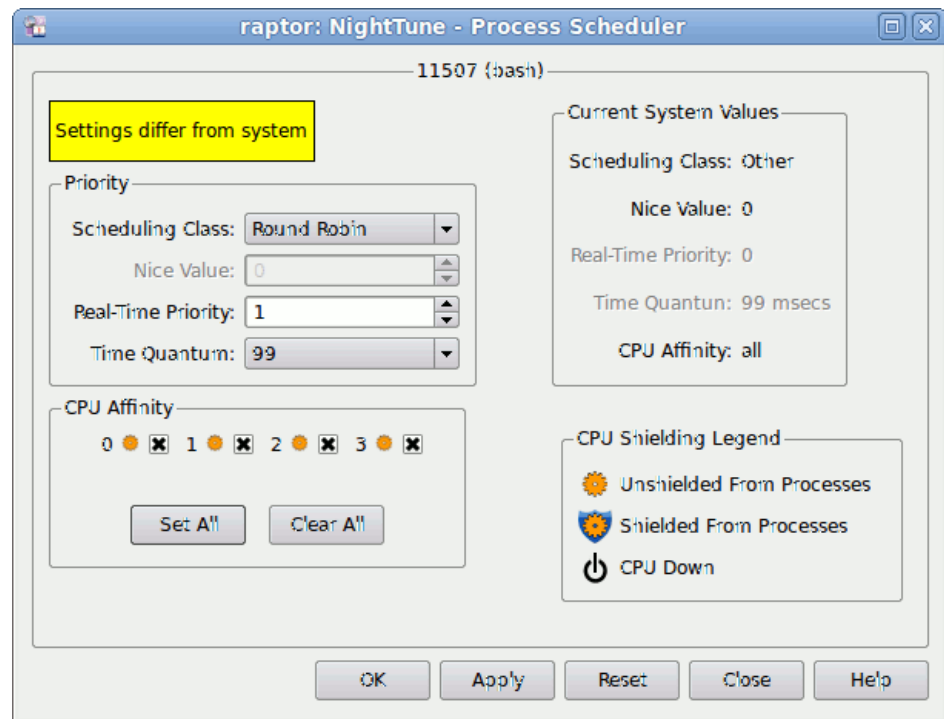 raptor: NightTune - Process Scheduler
11507 (bash)
Settings differ from system
Priority
Scheduling Class: Round Robin
Nice Value: 0
Real-Time Priority: 1
Time Quantum: 99
Current System Values
Scheduling Class: Other
Nice Value: 0
Real-Time Priority: 0
Time Quantun: 99 msecs
CPU Affinity: all
CPU Affinity
0 1 2 3
Set All Clear All
CPU Shielding Legend
Unshielded From Processes
Shielded From Processes
CPU Down
OK Apply Reset Close Help